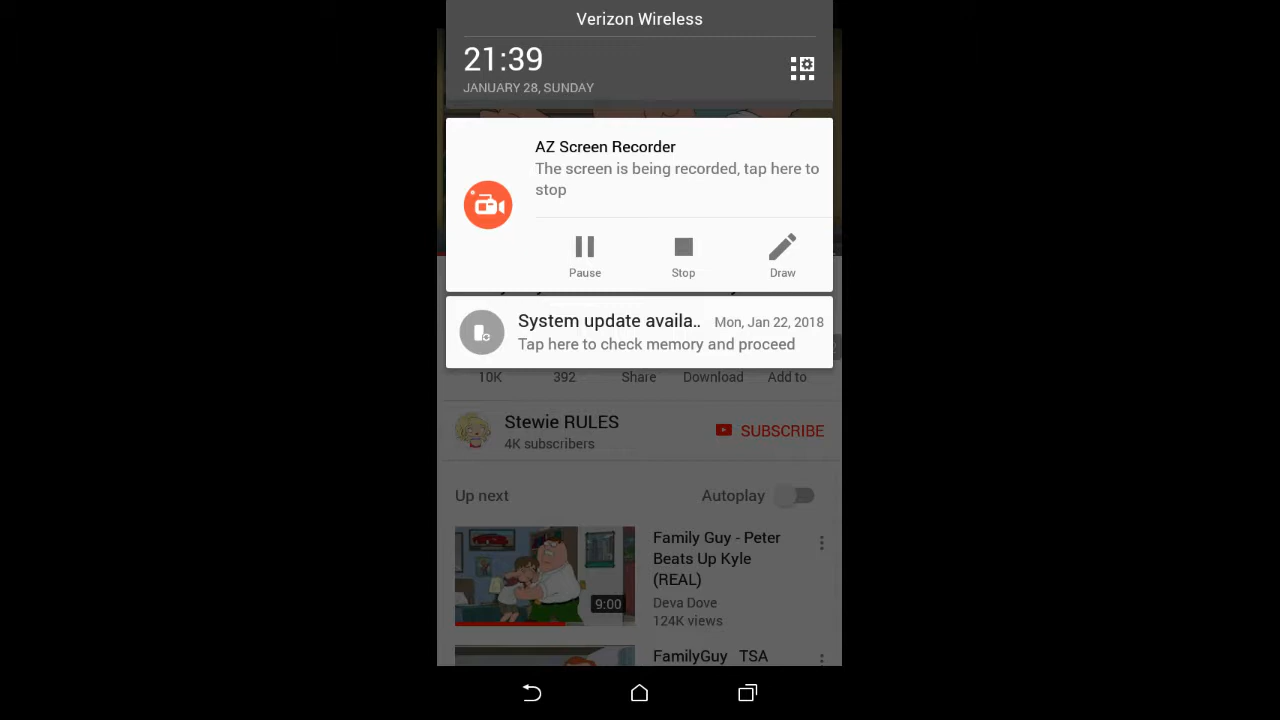 Verizon Wireless
21:39
JANUARY 28, SUNDAY
AZ Screen Recorder
The screen is being recorded, tap here to
stop
Pause
Stop
Draw
System update availa..
Mon, Jan 22, 2018
Tap here to check memory and proceed
10K
392
Share
Download
Add to
Stewie RULES
4K subscribers
SUBSCRIBE
Up next
Autoplay
Family Guy - Peter
Beats Up Kyle
(REAL)
9:00
Deva Dove
124K views
FamilyGuy TSA